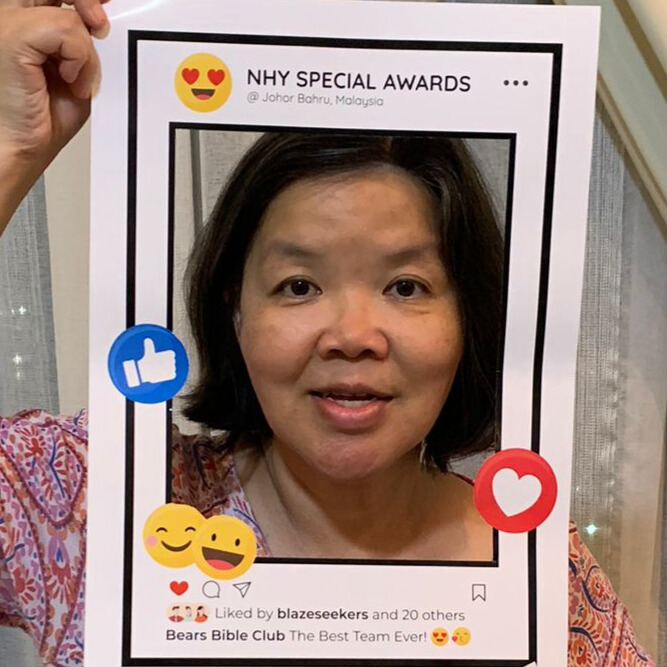 NHY SPECIAL AWARDS
@ Johor Bahru, Malaysia
Liked by blazeseekers and 20 others
Bears Bible Club The Best Team Ever!